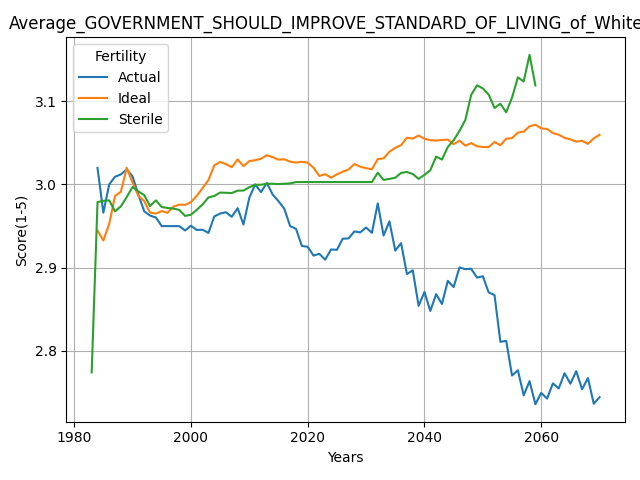 Average_GOVERNMENT_SHOULD_IMPROVE_STANDARD_OF_LIVING_of_White
Fertility
Actual
Ideal
Sterile
Score(1-5)
3.1
3.0
2.9
2.8
1980 2000 2020 2040 2060
Years